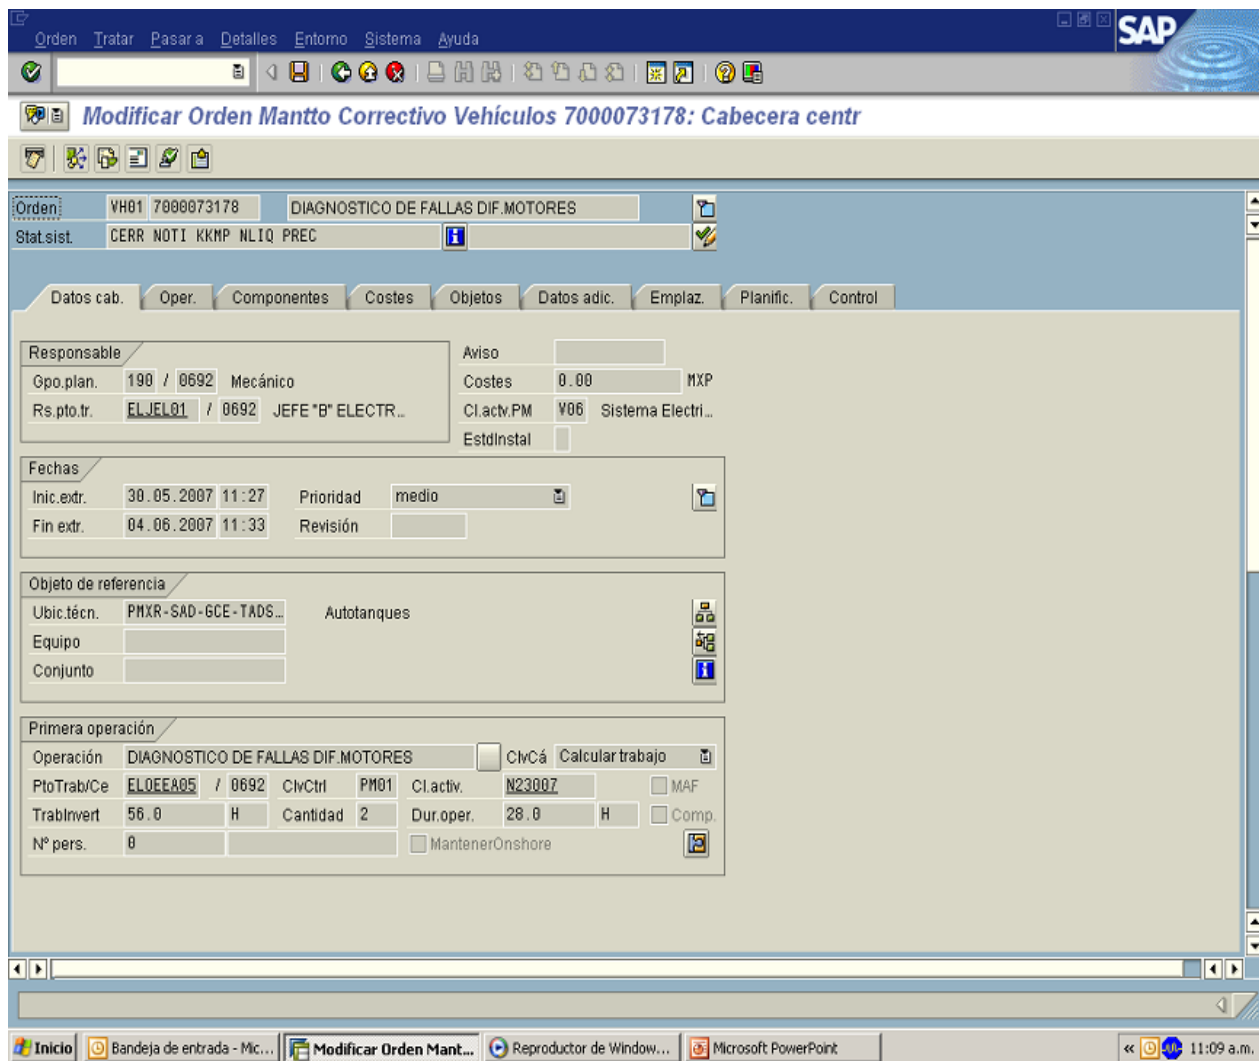 Orden Tratar Pasar a Detalles Entorno Sistema Ayuda
SAP
Modificar Orden Mantto Correctivo Vehículos 7000073178: Cabecera centr
Orden VH01 7000073178 DIAGNOSTICO DE FALLAS DIF.MOTORES
Stat.sist. CERR NOTI KKMP NLIQ PREC
Datos cab. Oper. Componentes Costes Objetos Datos adic. Emplaz. Planific. Control
Responsable
Gpo.plan. 190 / 0692 Mecánico
Rs.pto.tr. ELJEL01 / 0692 JEFE "B" ELECTR...
Aviso
Costes 0.00 MXP
Cl.actv.PM V06 Sistema Electri...
EstdInstal
Fechas
Inic.extr. 30.05.2007 11:27 Prioridad medio
Fin extr. 04.06.2007 11:33 Revisión
Objeto de referencia
Ubic.técn. PMXR-SAD-GCE-TADS... Autotanques
Equipo
Conjunto
Primera operación
Operación DIAGNOSTICO DE FALLAS DIF.MOTORES ClvCá Calcular trabajo
PtoTrab/Ce ELOEEA05 / 0692 ClvCtrl PM01 Cl.activ. N23007 MAF
TrabInvert 56.0 H Cantidad 2 Dur.oper. 28.0 H Comp.
Nº pers. 0 MantenerOnshore
Inicio Bandeja de entrada - Mic... Modificar Orden Mant... Reproductor de Window... Microsoft PowerPoint « 11:09 a.m.